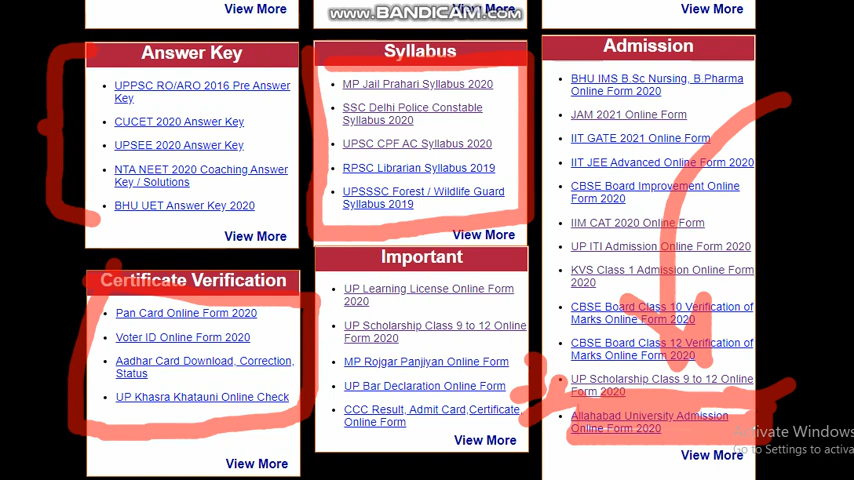 View More
View More
View More
www.BANDICAM.com
Answer Key
UPPSC RO/ARO 2016 Pre Answer
Key
CUCET 2020 Answer Key
UPSEE 2020 Answer Key
NTA NEET 2020 Coaching Answer
Key / Solutions
BHU UET Answer Key 2020
View More
Certificate Verification
Pan Card Online Form 2020
Voter ID Online Form 2020
Aadhar Card Download, Correction,
Status
UP Khasra Khatauni Online Check
View More
Syllabus
MP Jail Prahari Syllabus 2020
SSC Delhi Police Constable
Syllabus 2020
UPSC CPF AC Syllabus 2020
RPSC Librarian Syllabus 2019
UPSSSC Forest / Wildlife Guard
Syllabus 2019
View More
Important
UP Learning License Online Form
2020
UP Scholarship Class 9 to 12 Online
Form 2020
MP Rojgar Panjiyan Online Form
UP Bar Declaration Online Form
CCC Result, Admit Card,Certificate,
Online Form
View More
Admission
BHU IMS B.Sc Nursing, B.Pharma
Online Form 2020
JAM 2021 Online Form
IIT GATE 2021 Online Form
IIT JEE Advanced Online Form 2020
CBSE Board Improvement Online
Form 2020
IIM CAT 2020 Online Form
UP ITI Admission Online Form 2020
KVS Class 1 Admission Online Form
2020
CBSE Board Class 10 Verification of
Marks Online Form 2020
CBSE Board Class 12 Verification of
Marks Online Form 2020
UP Scholarship Class 9 to 12 Online
Form 2020
Allahabad University Admission
Online Form 2020
View More
Activate Windows
Go to Settings to activa